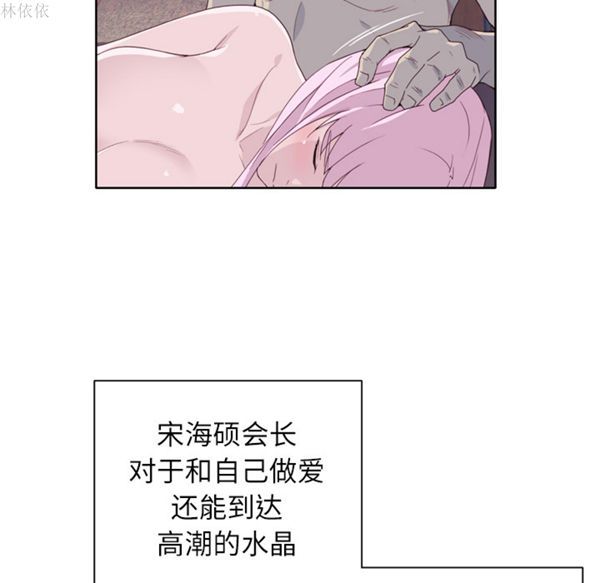 林依依
宋海硕会长
对于和自己做爱
还能到达
高潮的水晶